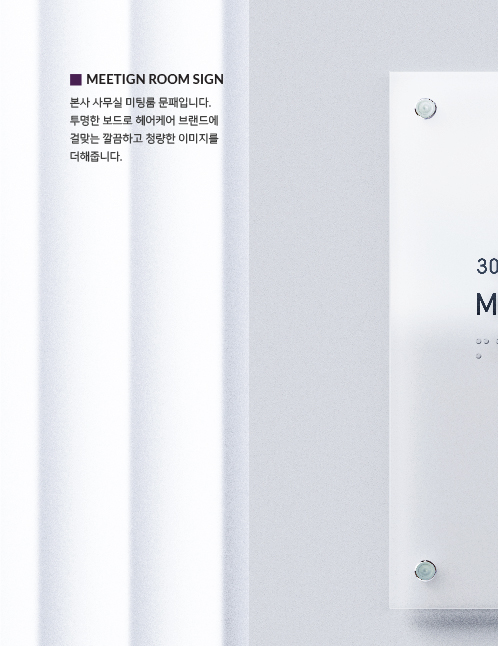 MEETIGN ROOM SIGN
본사 사무실 미팅룸 문패입니다.
투명한 보드로 헤어케어 브랜드에
걸맞는 깔끔하고 청량한 이미지를
더해줍니다.
30
M